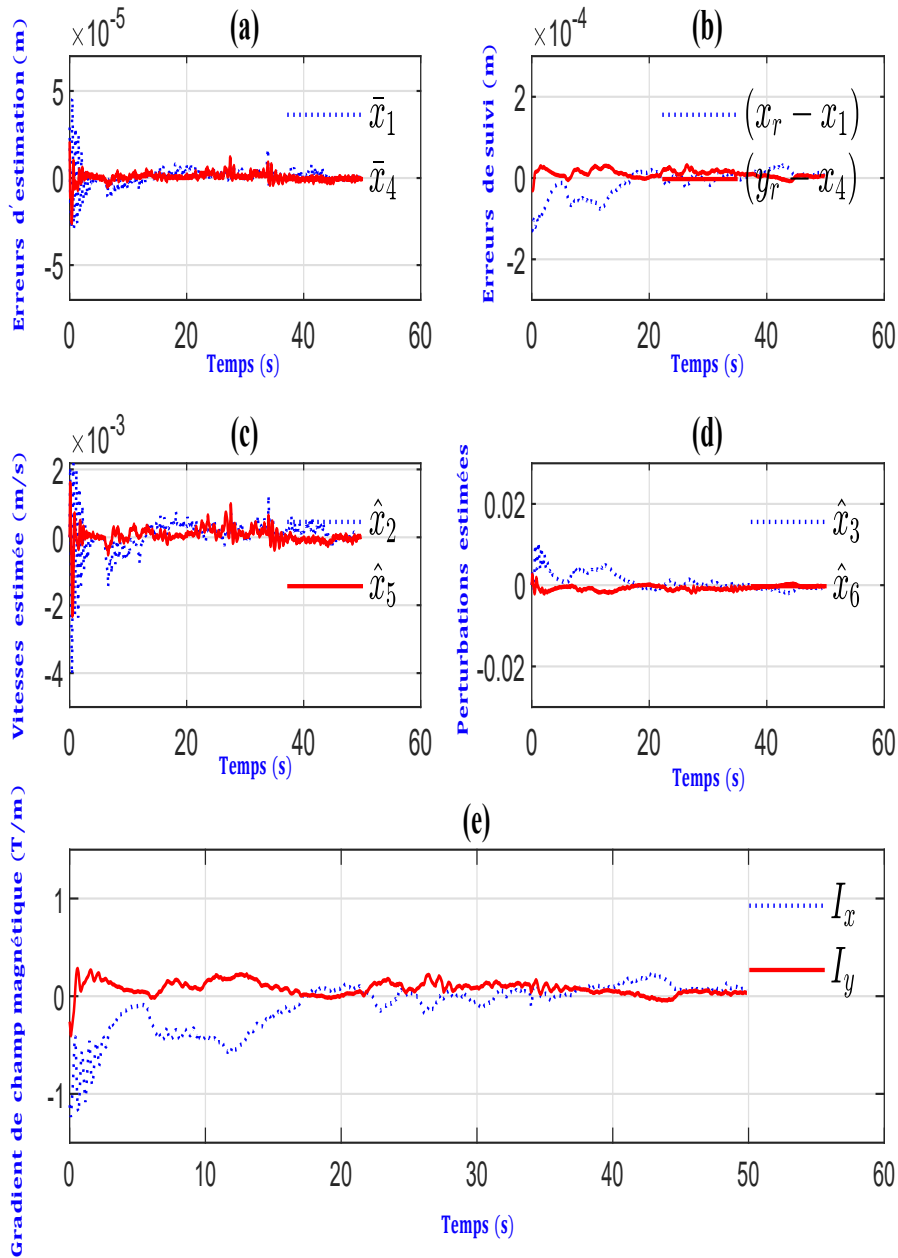 (a)
×10⁻⁵
Erreurs d'estimation (m)
5
0
-5
x̄₁
x̄₄
0 20 40 60
Temps (s)
(b)
×10⁻⁴
Erreurs de suivi (m)
2
0
-2
(xᵣ − x₁)
(yᵣ − x₄)
0 20 40 60
Temps (s)
(c)
×10⁻³
Vitesses estimée (m/s)
2
0
-2
-4
x̂₂
x̂₅
0 20 40 60
Temps (s)
(d)
Perturbations estimées
0.02
0
-0.02
x̂₃
x̂₆
0 20 40 60
Temps (s)
(e)
Gradient de champ magnétique (T/m)
1
0
-1
Iₓ
I_y
0 10 20 30 40 50 60
Temps (s)